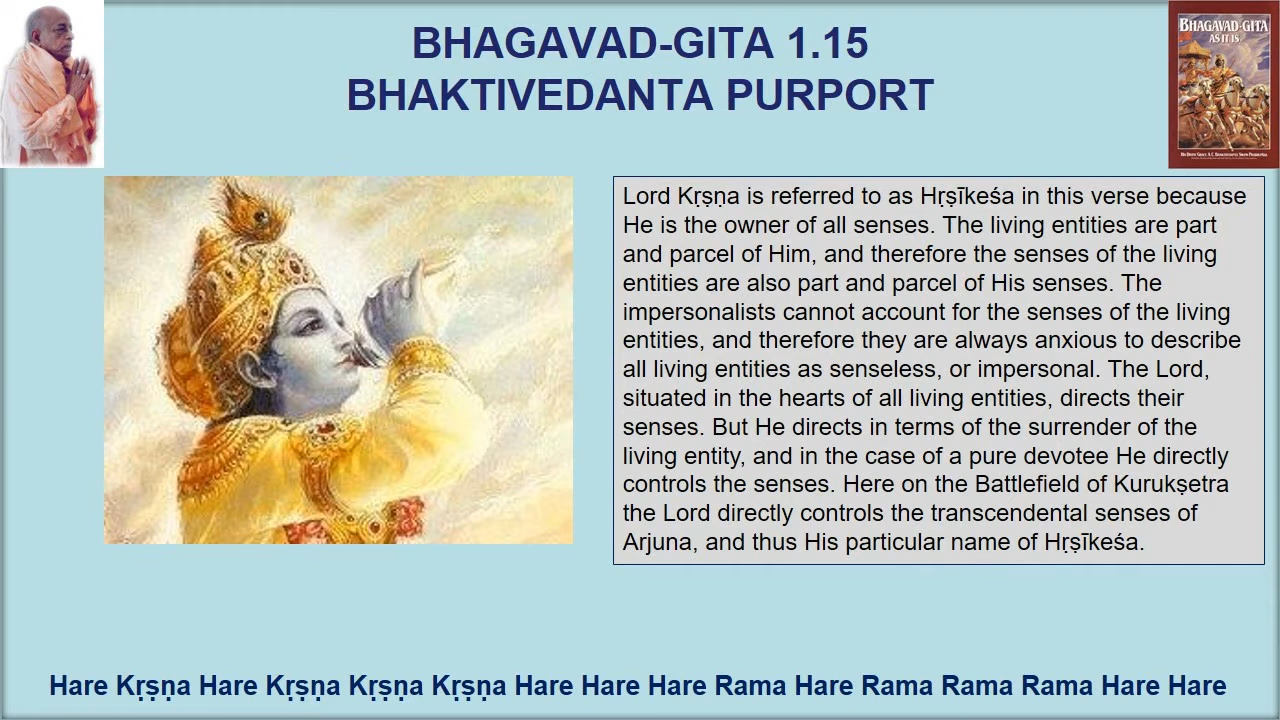 BHAGAVAD-GITA 1.15
BHAKTIVEDANTA PURPORT
BHAGAVAD-GITA
AS IT IS
Lord Kṛṣṇa is referred to as Hṛṣīkeśa in this verse because
He is the owner of all senses. The living entities are part
and parcel of Him, and therefore the senses of the living
entities are also part and parcel of His senses. The
impersonalists cannot account for the senses of the living
entities, and therefore they are always anxious to describe
all living entities as senseless, or impersonal. The Lord,
situated in the hearts of all living entities, directs their
senses. But He directs in terms of the surrender of the
living entity, and in the case of a pure devotee He directly
controls the senses. Here on the Battlefield of Kurukṣetra
the Lord directly controls the transcendental senses of
Arjuna, and thus His particular name of Hṛṣīkeśa.
Hare Kṛṣṇa Hare Kṛṣṇa Kṛṣṇa Kṛṣṇa Hare Hare Hare Rama Hare Rama Rama Rama Hare Hare